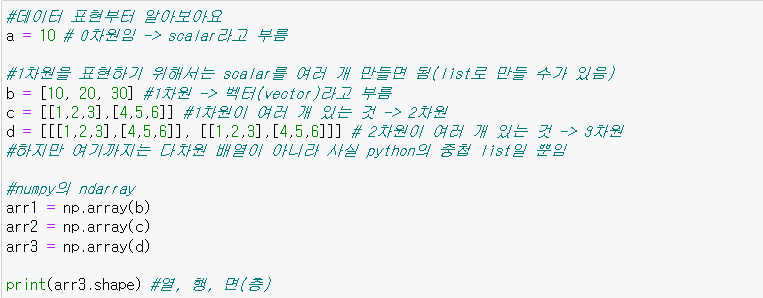 #데이터 표현부터 알아보아요
a = 10 # 0차원임 -> scalar라고 부름
#1차원을 표현하기 위해서는 scalar를 여러 개 만들면 됨(list로 만들 수가 있음)
b = [10, 20, 30] #1차원 -> 벡터(vector)라고 부름
c = [[1,2,3],[4,5,6]] #1차원이 여러 개 있는 것 -> 2차원
d = [[[1,2,3],[4,5,6]], [[1,2,3],[4,5,6]]] # 2차원이 여러 개 있는 것 -> 3차원
#하지만 여기까지는 다차원 배열이 아니라 사실 python의 중첩 list일 뿐임
#numpy의 ndarray
arr1 = np.array(b)
arr2 = np.array(c)
arr3 = np.array(d)
print(arr3.shape) #열, 행, 면(층)